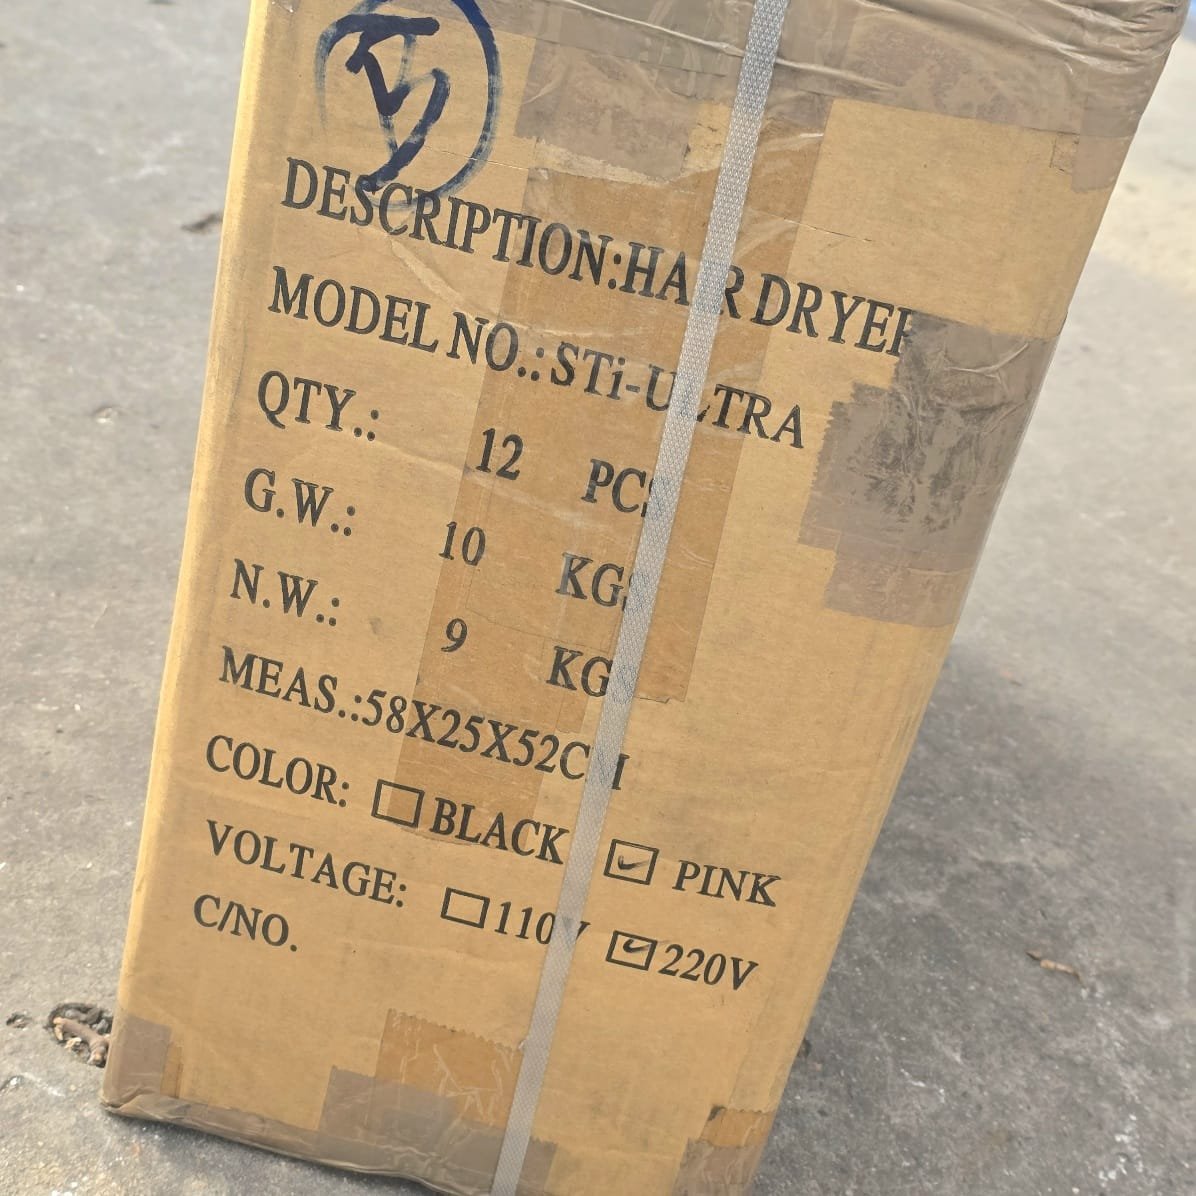 DESCRIPTION:HAIR DRYER
MODEL NO.:STi-ULTRA
QTY.: 12 PCS
G.W.: 10 KGS
N.W.: 9 KGS
MEAS.:58X25X52CM
COLOR: ☐BLACK ☑ PINK
VOLTAGE: ☐110V ☑220V
C/NO.